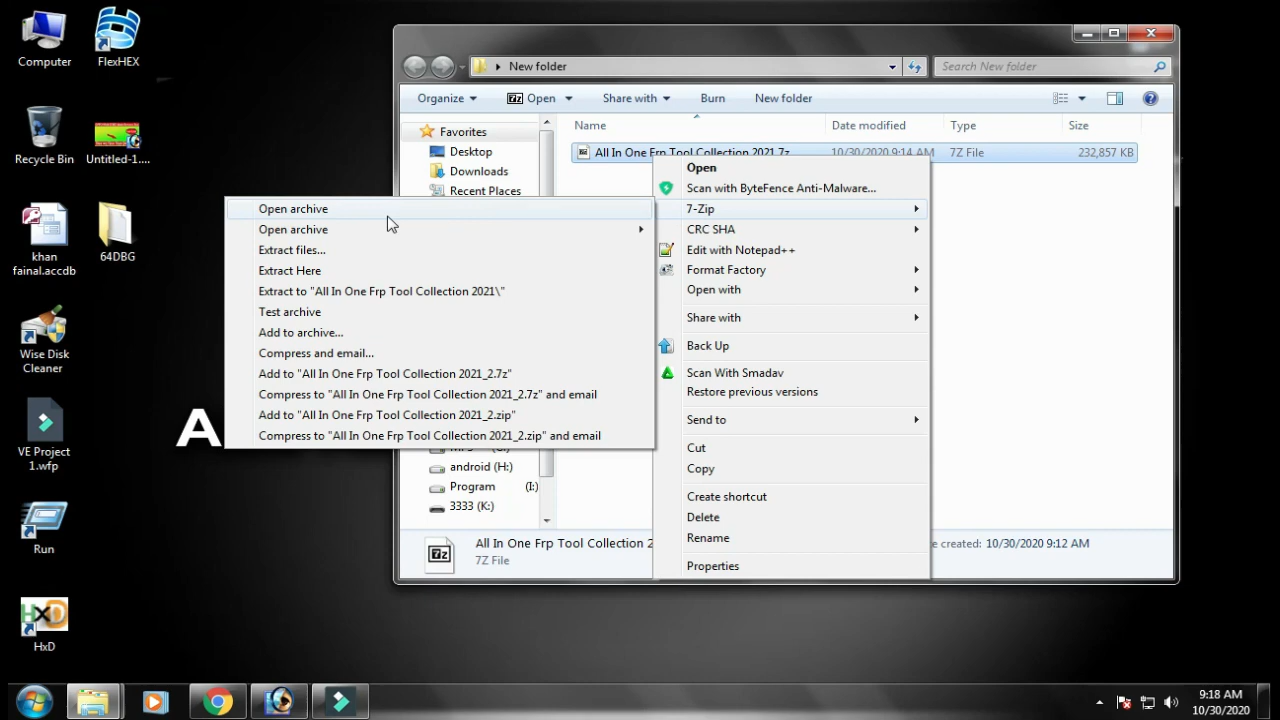 Computer
FlexHEX
Recycle Bin
Untitled-1....
khan
fainal.accdb
64DBG
Wise Disk
Cleaner
VE Project
1.wfp
Run
HxD
A
New folder
Search New folder
Organize
Open
Share with
Burn
New folder
Favorites
Desktop
Downloads
Recent Places
Name
Date modified
Type
Size
All In One Frp Tool Collection 2021.7z
10/30/2020 9:14 AM
7Z File
232,857 KB
Open
Scan with ByteFence Anti-Malware...
7-Zip
CRC SHA
Edit with Notepad++
Format Factory
Open with
Share with
Back Up
Scan With Smadav
Restore previous versions
Send to
Cut
Copy
Create shortcut
Delete
Rename
Properties
Open archive
Open archive
Extract files...
Extract Here
Extract to "All In One Frp Tool Collection 2021\"
Test archive
Add to archive...
Compress and email...
Add to "All In One Frp Tool Collection 2021_2.7z"
Compress to "All In One Frp Tool Collection 2021_2.7z" and email
Add to "All In One Frp Tool Collection 2021_2.zip"
Compress to "All In One Frp Tool Collection 2021_2.zip" and email
android (H:)
Program (I:)
3333 (K:)
7z
All In One Frp Tool Collection 2
7Z File
e created: 10/30/2020 9:12 AM
9:18 AM
10/30/2020